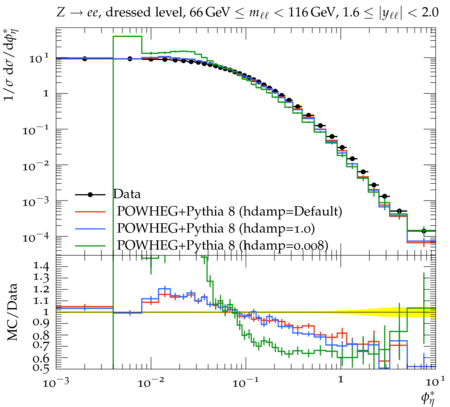 Z → ee, dressed level, 66 GeV ≤ mℓℓ < 116 GeV, 1.6 ≤ |yℓℓ| < 2.0
1/σ dσ/dφ*η
10
1
10⁻¹
10⁻²
10⁻³
10⁻⁴
Data
POWHEG+Pythia 8 (hdamp=Default)
POWHEG+Pythia 8 (hdamp=1.0)
POWHEG+Pythia 8 (hdamp=0.008)
MC/Data
1.4
1.3
1.2
1.1
1
0.9
0.8
0.7
0.6
0.5
10⁻³ 10⁻² 10⁻¹ 1 10¹
φ*η